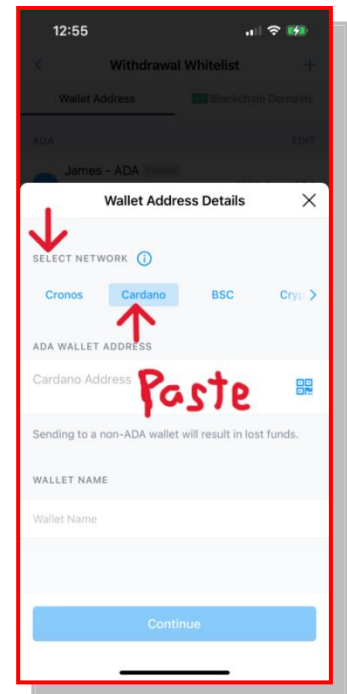 12:55
Withdrawal Whitelist
Wallet Address Blockchain Domains
ADA EDIT
James - ADA
Wallet Address Details
SELECT NETWORK
Cronos Cardano BSC Cryp
ADA WALLET ADDRESS
Cardano Address Paste
Sending to a non-ADA wallet will result in lost funds.
WALLET NAME
Wallet Name
Continue